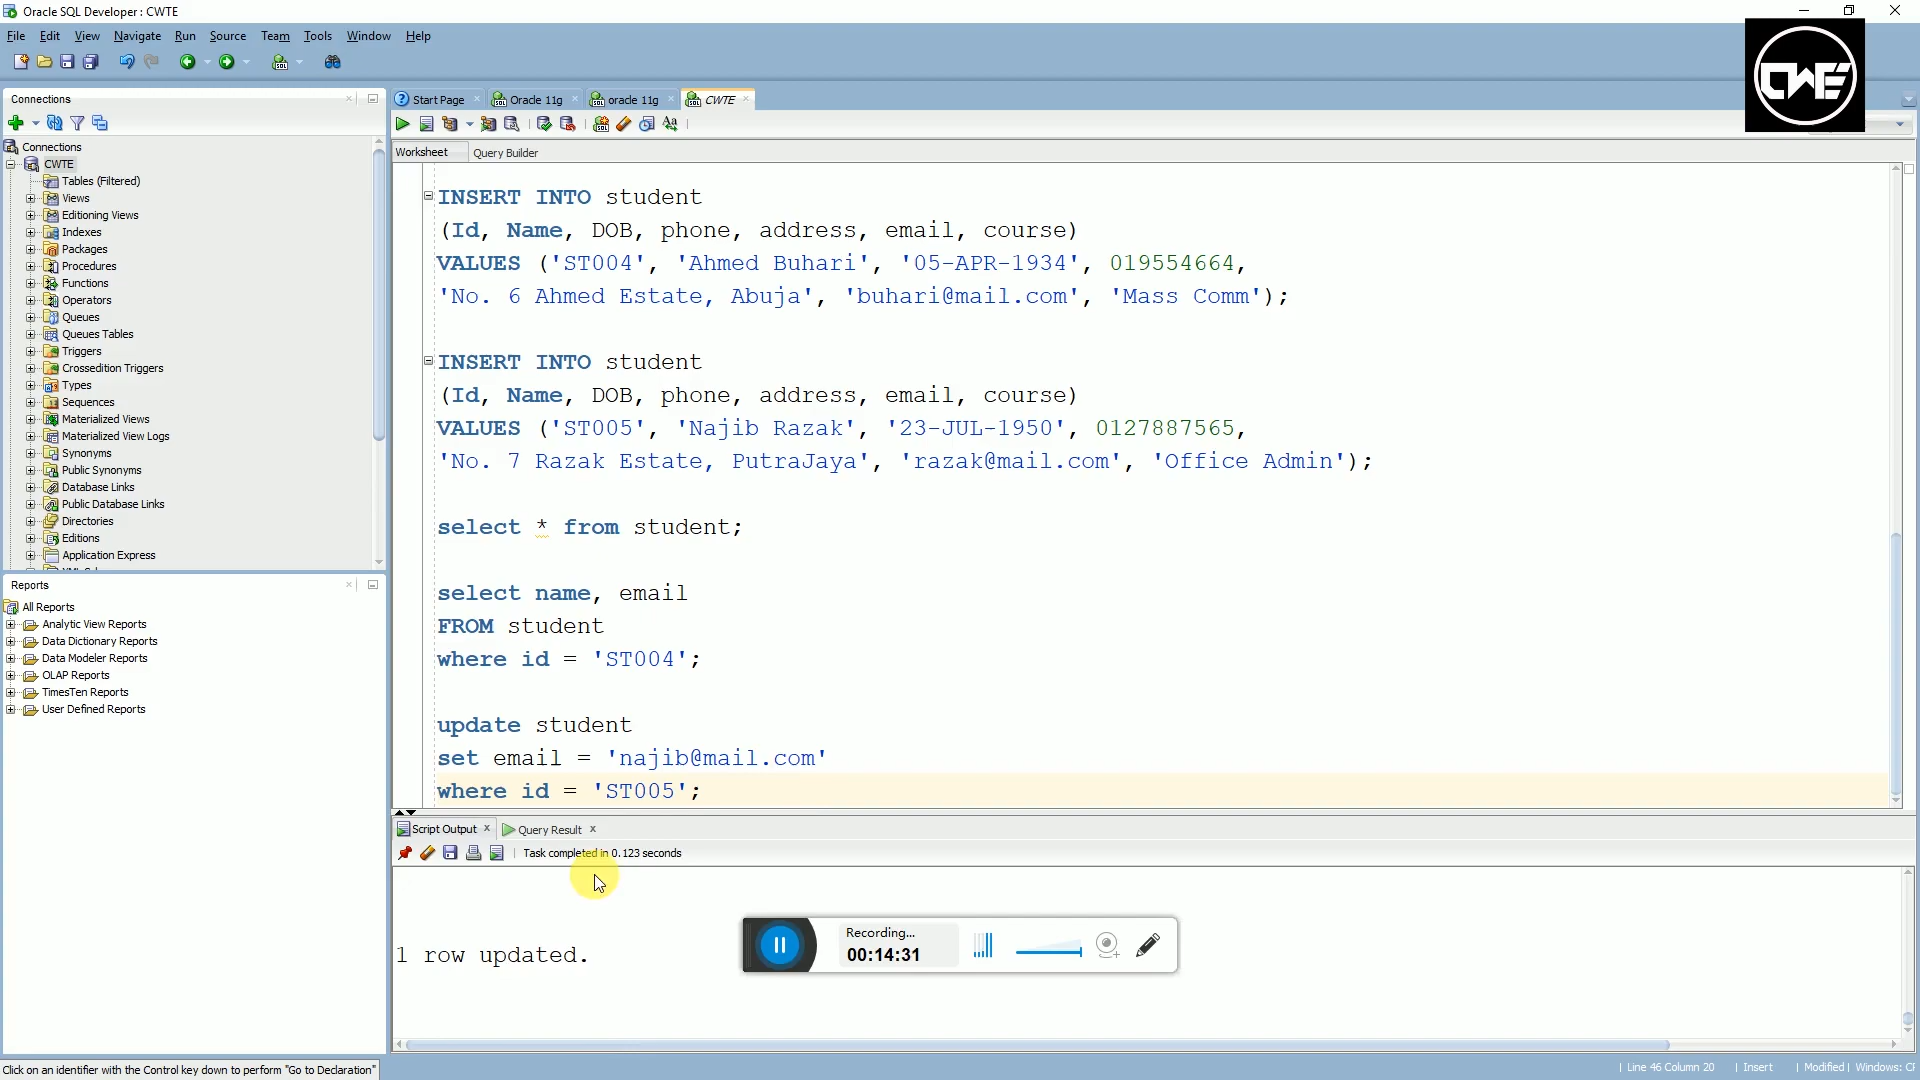 Oracle SQL Developer : CWTE
File Edit View Navigate Run Source Team Tools Window Help
CWE
Connections
Start Page
Oracle 11g
oracle 11g
CWTE
Worksheet
Query Builder
Connections
CWTE
Tables (Filtered)
Views
Editioning Views
Indexes
Packages
Procedures
Functions
Operators
Queues
Queues Tables
Triggers
Crossedition Triggers
Types
Sequences
Materialized Views
Materialized View Logs
Synonyms
Public Synonyms
Database Links
Public Database Links
Directories
Editions
Application Express
Reports
All Reports
Analytic View Reports
Data Dictionary Reports
Data Modeler Reports
OLAP Reports
TimesTen Reports
User Defined Reports
INSERT INTO student
(Id, Name, DOB, phone, address, email, course)
VALUES ('ST004', 'Ahmed Buhari', '05-APR-1934', 019554664,
'No. 6 Ahmed Estate, Abuja', 'buhari@mail.com', 'Mass Comm');
INSERT INTO student
(Id, Name, DOB, phone, address, email, course)
VALUES ('ST005', 'Najib Razak', '23-JUL-1950', 0127887565,
'No. 7 Razak Estate, PutraJaya', 'razak@mail.com', 'Office Admin');
select * from student;
select name, email
FROM student
where id = 'ST004';
update student
set email = 'najib@mail.com'
where id = 'ST005';
Script Output
Query Result
Task completed in 0.123 seconds
1 row updated.
Recording...
00:14:31
Click on an identifier with the Control key down to perform "Go to Declaration"
Line 46 Column 20
Insert
Modified
Windows: